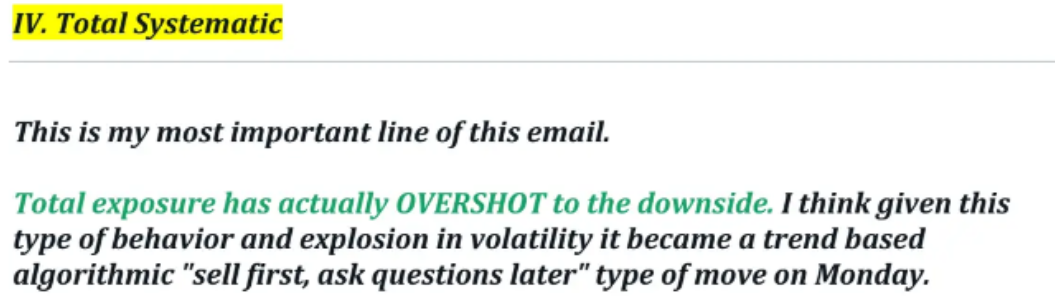 IV. Total Systematic
This is my most important line of this email.
Total exposure has actually OVERSHOT to the downside. I think given this
type of behavior and explosion in volatility it became a trend based
algorithmic "sell first, ask questions later" type of move on Monday.